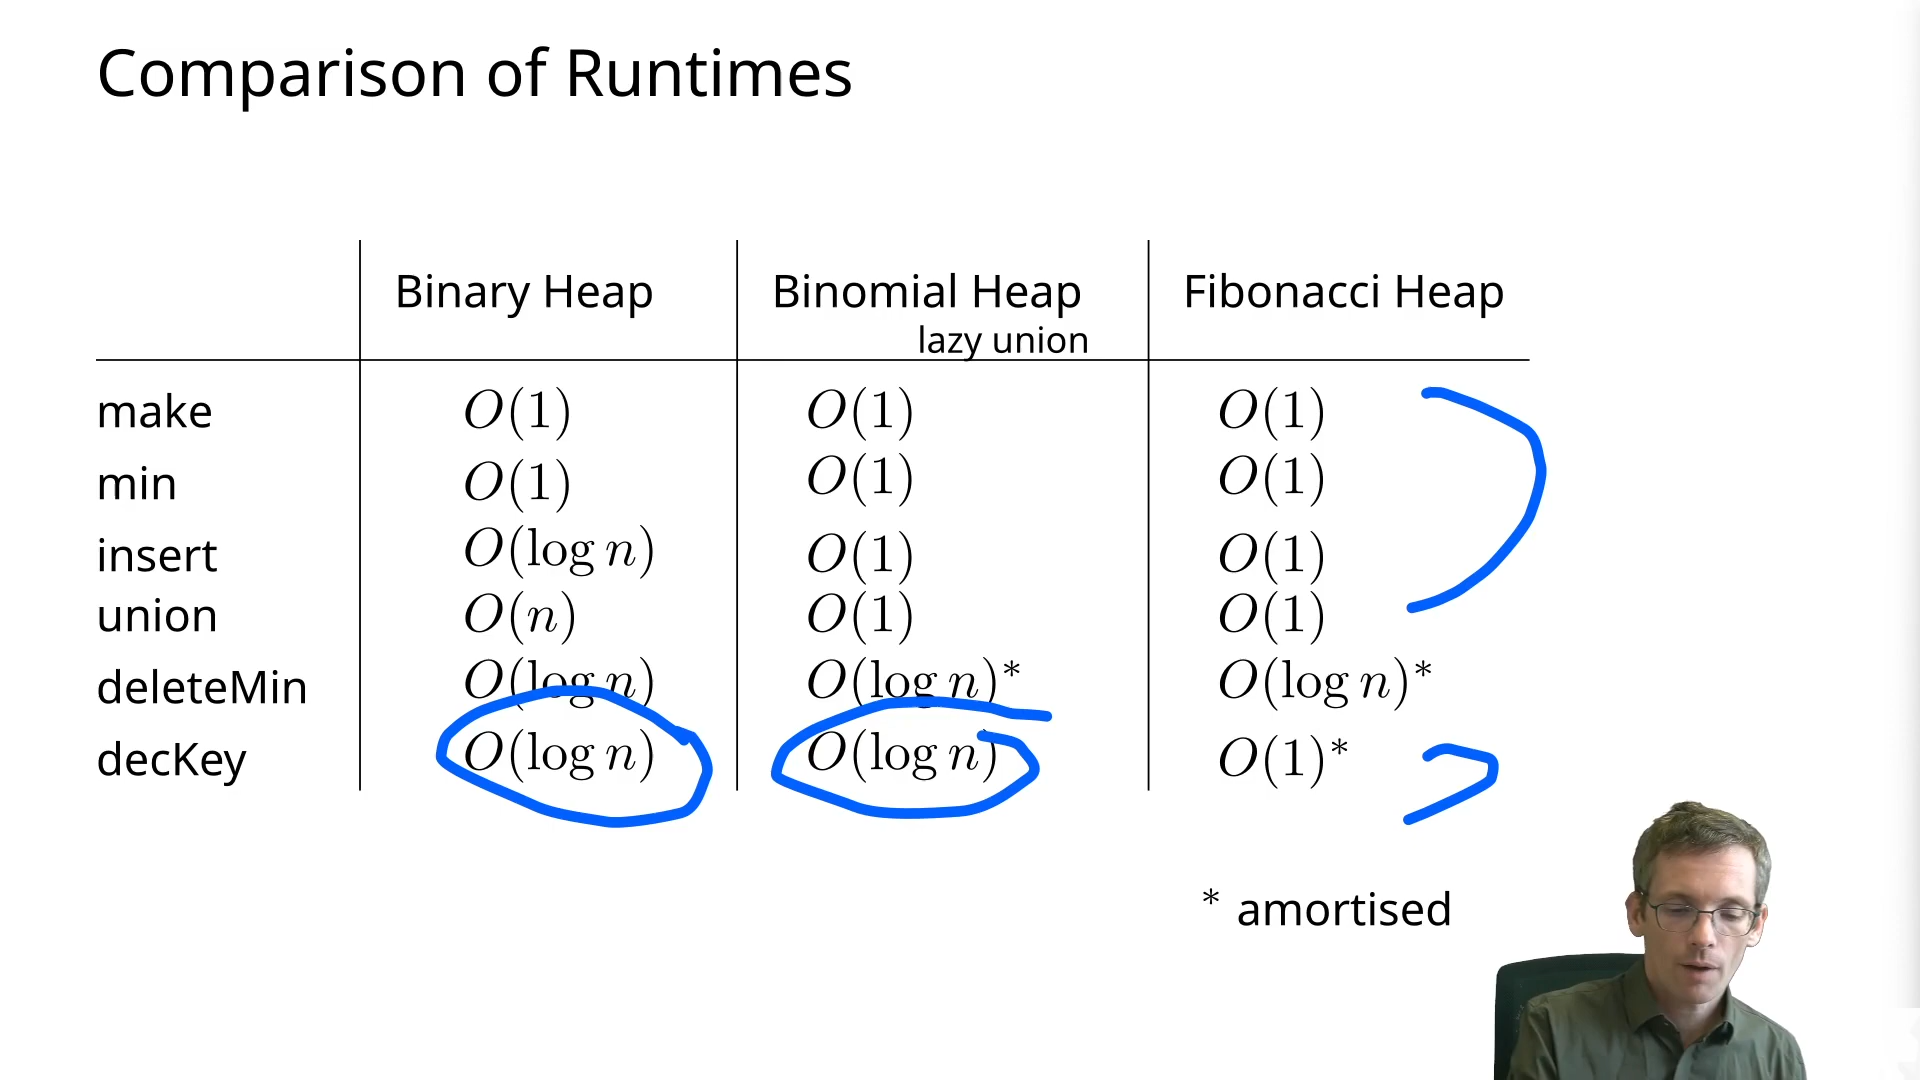 Comparison of Runtimes
Binary Heap Binomial Heap Fibonacci Heap
lazy union
make O(1) O(1) O(1)
min O(1) O(1) O(1)
insert O(log n) O(1) O(1)
union O(n) O(1) O(1)
deleteMin O(log n) O(log n)* O(log n)*
decKey O(log n) O(log n) O(1)*
* amortised